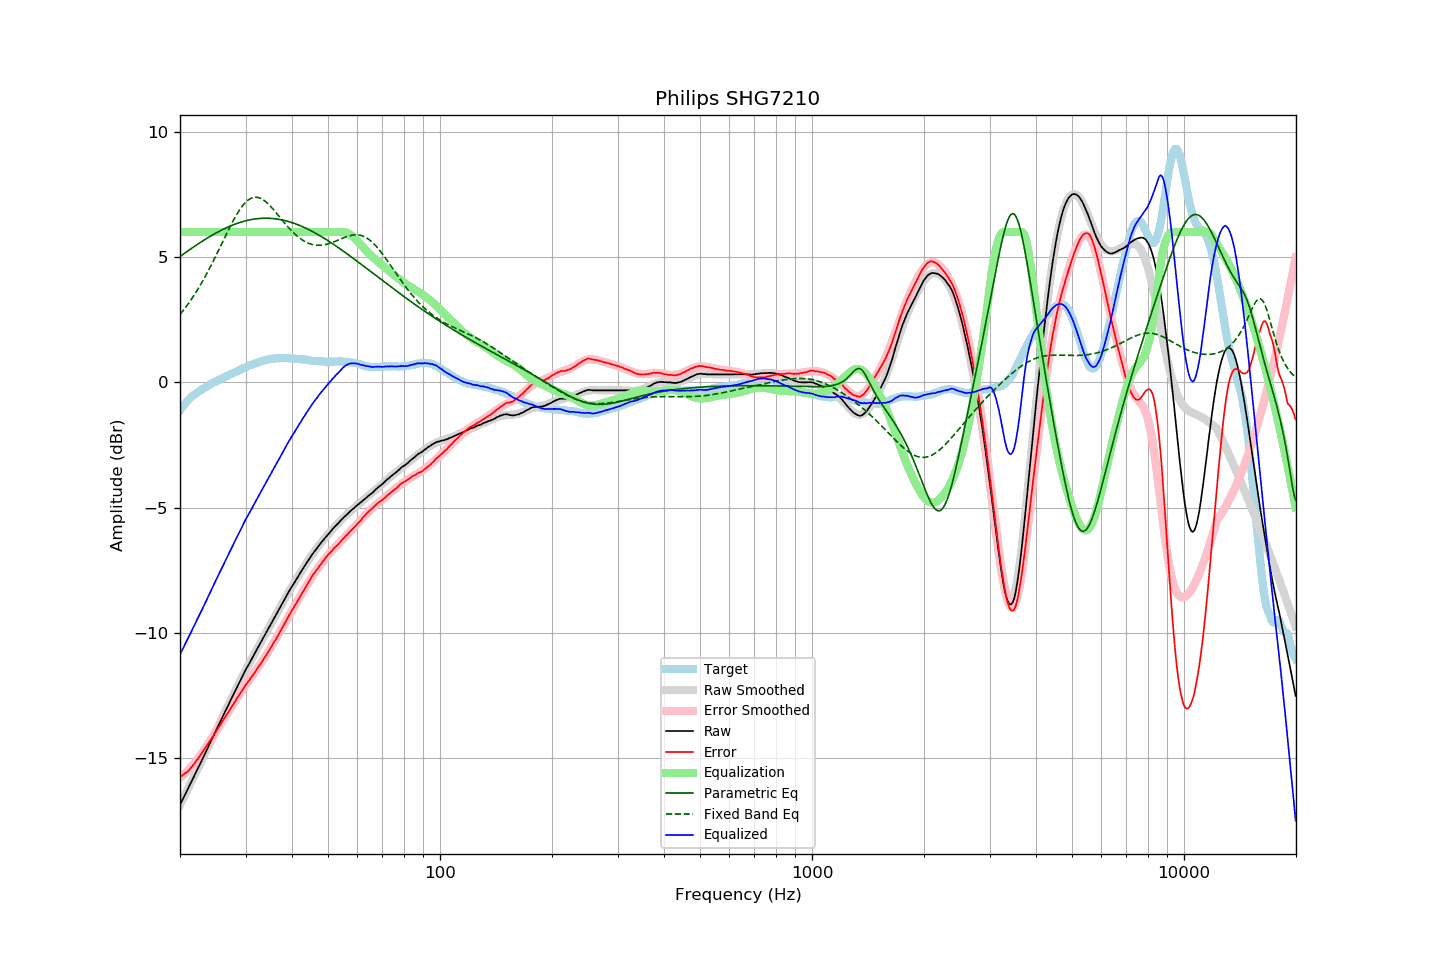 Philips SHG7210
Amplitude (dBr)
10
5
0
−5
−10
−15
100
1000
10000
Frequency (Hz)
Target
Raw Smoothed
Error Smoothed
Raw
Error
Equalization
Parametric Eq
Fixed Band Eq
Equalized